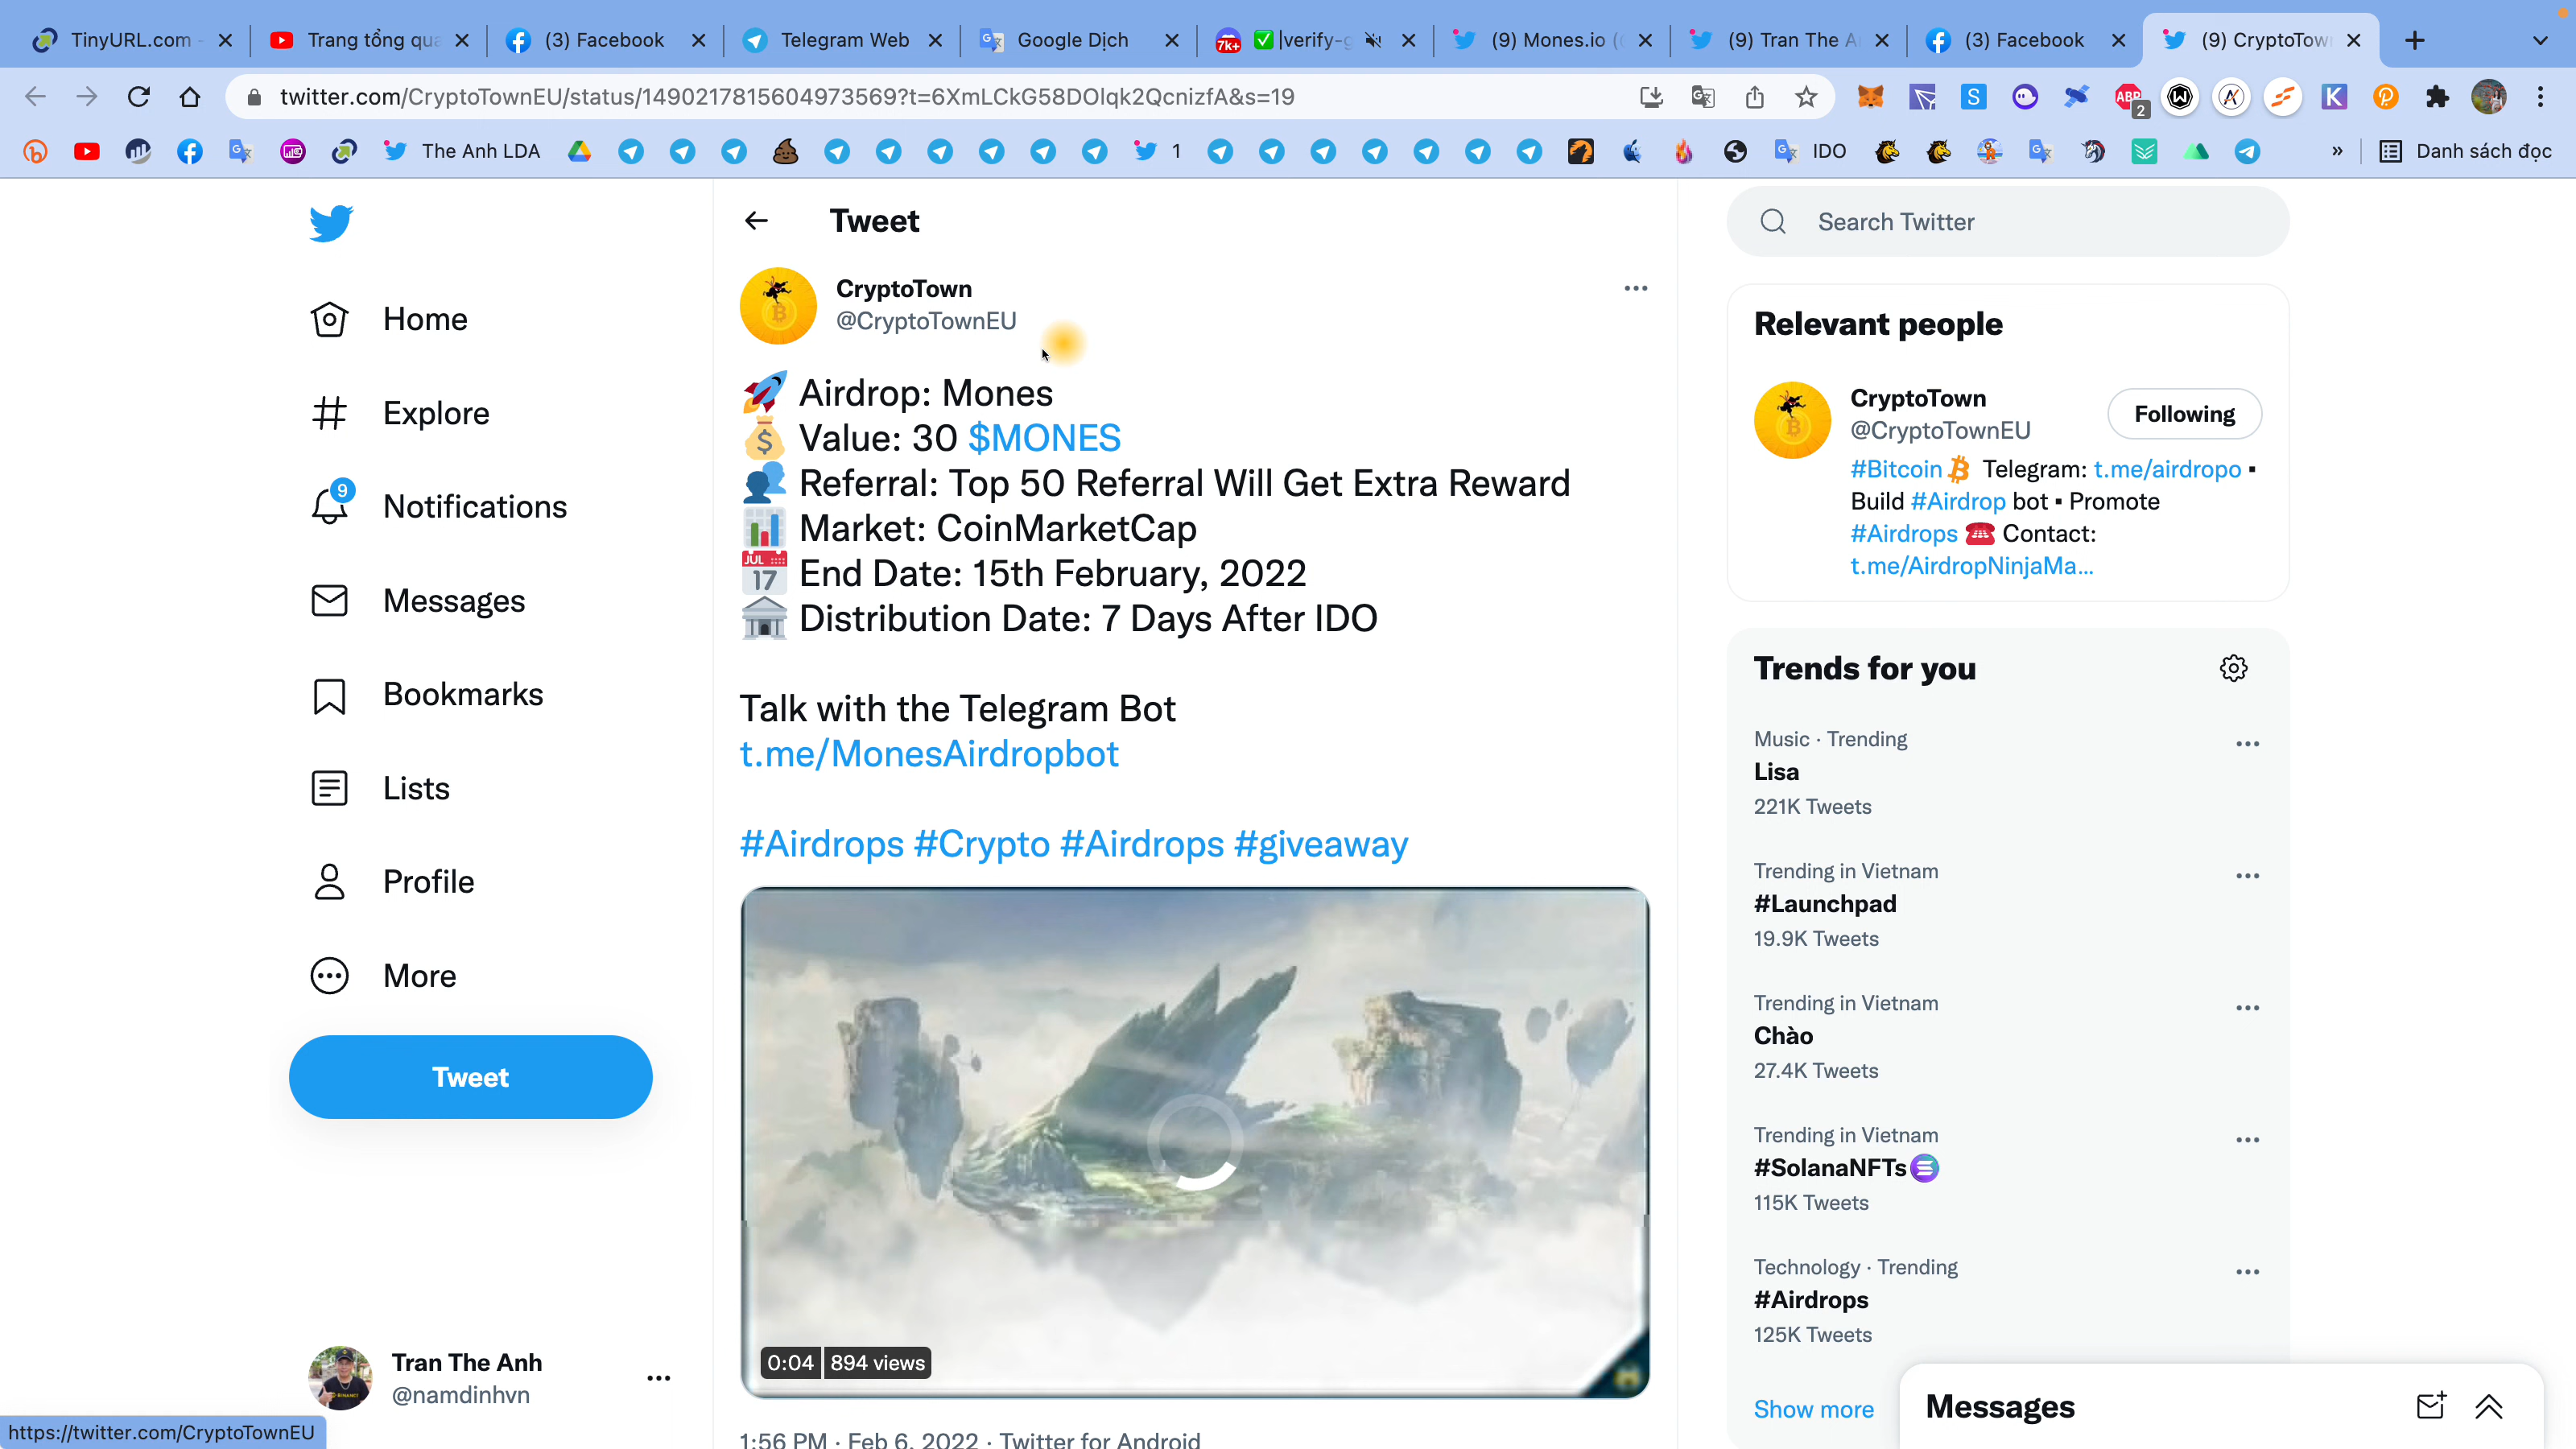 TinyURL.com -
Trang tổng qua
(3) Facebook
Telegram Web
Google Dịch
7k+
|verify-g
(9) Mones.io (
(9) Tran The A
(3) Facebook
(9) CryptoTow
twitter.com/CryptoTownEU/status/1490217815604973569?t=6XmLCkG58DOlqk2QcnizfA&s=19
ABP
2
The Anh LDA
1
IDO
»
Danh sách đọc
Home
Explore
9
Notifications
Messages
Bookmarks
Lists
Profile
More
Tweet
Tran The Anh
@namdinhvn
https://twitter.com/CryptoTownEU
Tweet
CryptoTown
@CryptoTownEU
🚀 Airdrop: Mones
💰 Value: 30 $MONES
👥 Referral: Top 50 Referral Will Get Extra Reward
📊 Market: CoinMarketCap
📅 End Date: 15th February, 2022
🏛 Distribution Date: 7 Days After IDO
Talk with the Telegram Bot
t.me/MonesAirdropbot
#Airdrops #Crypto #Airdrops #giveaway
0:04 894 views
1:56 PM · Feb 6, 2022 · Twitter for Android
Search Twitter
Relevant people
CryptoTown
@CryptoTownEU
Following
#Bitcoin Telegram: t.me/airdropo ▪
Build #Airdrop bot ▪ Promote
#Airdrops ☎️ Contact:
t.me/AirdropNinjaMa...
Trends for you
Music · Trending
Lisa
221K Tweets
Trending in Vietnam
#Launchpad
19.9K Tweets
Trending in Vietnam
Chào
27.4K Tweets
Trending in Vietnam
#SolanaNFTs
115K Tweets
Technology · Trending
#Airdrops
125K Tweets
Show more
Messages